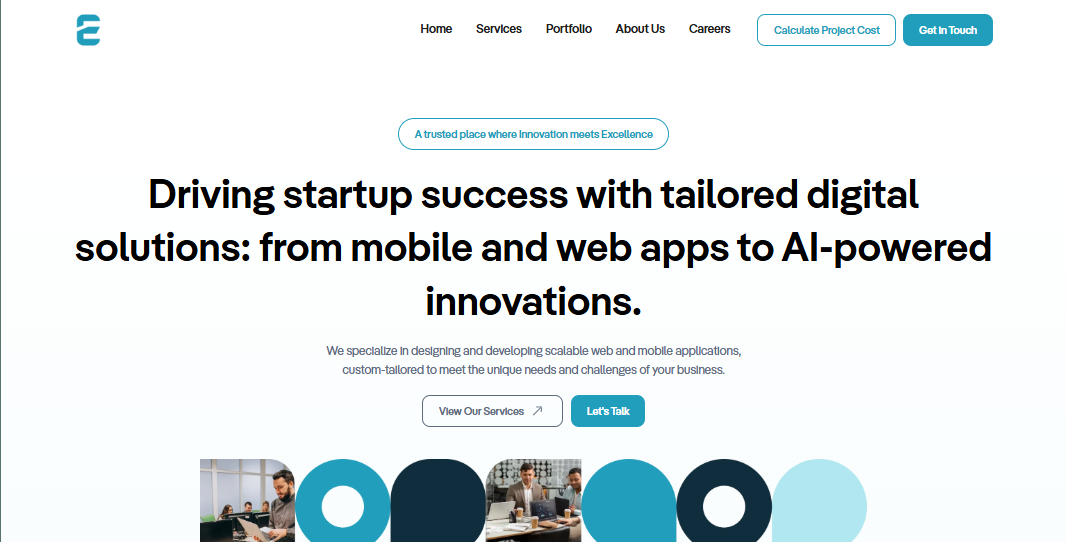 Home Services Portfolio About Us Careers Calculate Project Cost Get In Touch
A trusted place where Innovation meets Excellence
Driving startup success with tailored digital
solutions: from mobile and web apps to AI-powered
innovations.
We specialize in designing and developing scalable web and mobile applications,
custom-tailored to meet the unique needs and challenges of your business.
View Our Services Let's Talk